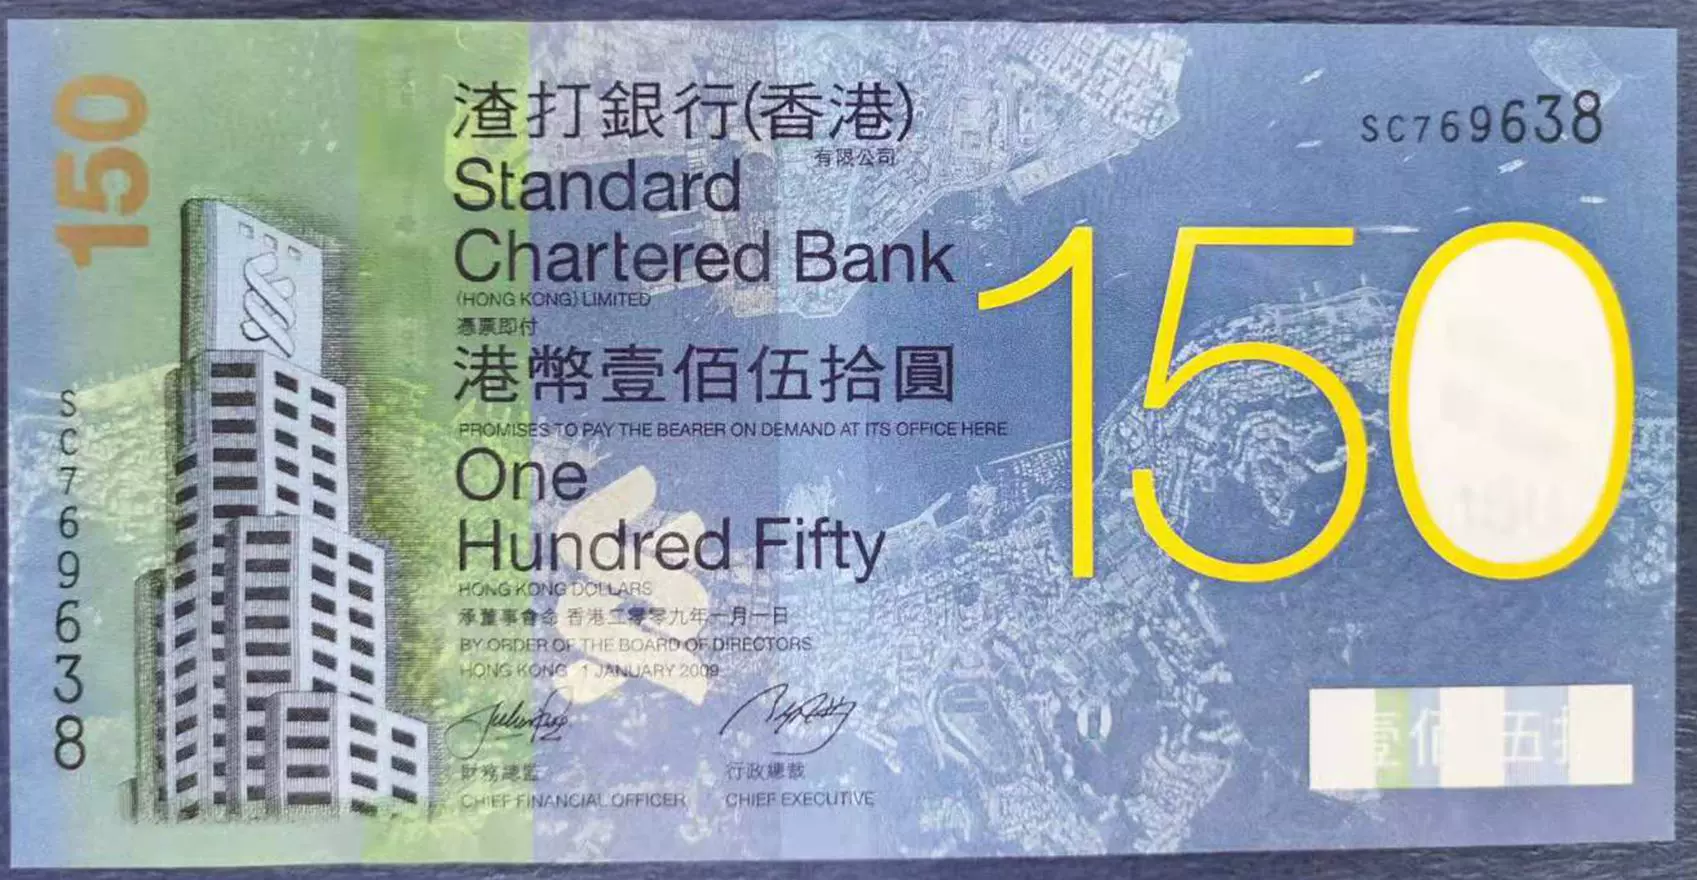 150
渣打銀行(香港)
有限公司
Standard
Chartered Bank
(HONG KONG) LIMITED
憑票即付
港幣壹佰伍拾圓
PROMISES TO PAY THE BEARER ON DEMAND AT ITS OFFICE HERE
One
Hundred Fifty
HONG KONG DOLLARS
承董事會命 香港二零零九年一月一日
BY ORDER OF THE BOARD OF DIRECTORS
HONG KONG 1 JANUARY 2009
財務總監
CHIEF FINANCIAL OFFICER
行政總裁
CHIEF EXECUTIVE
SC769638
150
SC769638
壹佰伍拾